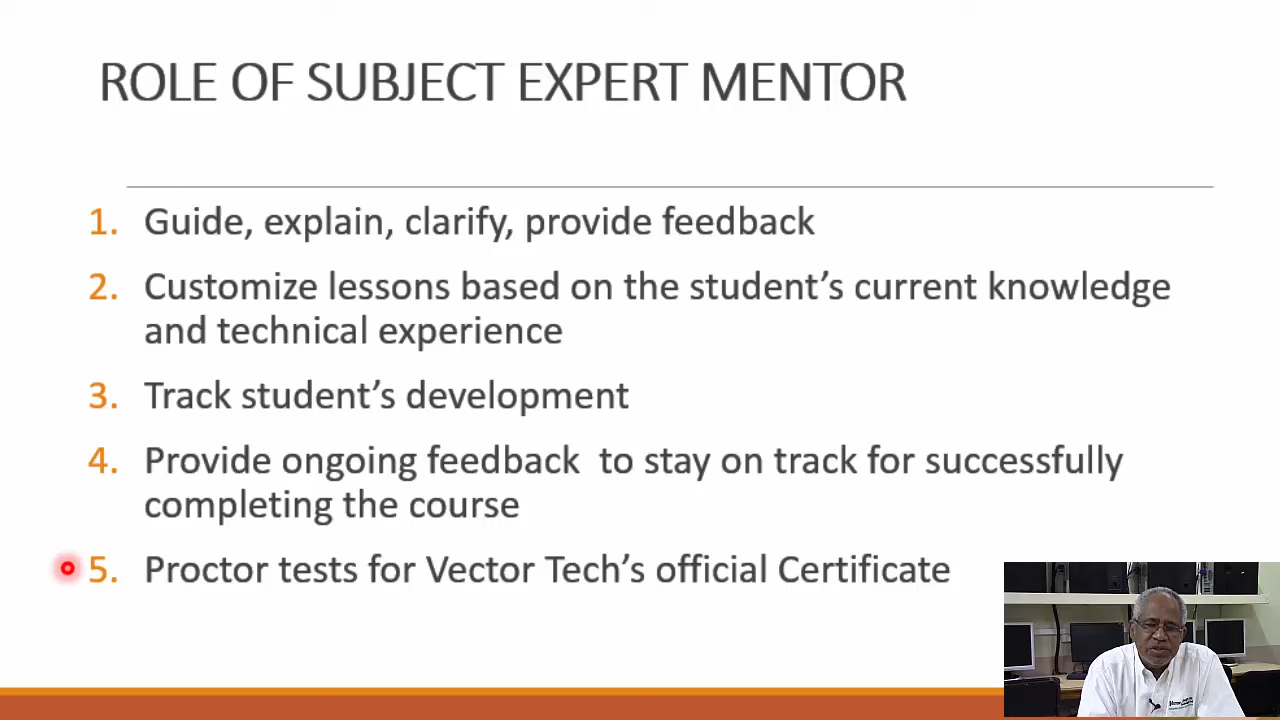 ROLE OF SUBJECT EXPERT MENTOR
1. Guide, explain, clarify, provide feedback
2. Customize lessons based on the student’s current knowledge
and technical experience
3. Track student’s development
4. Provide ongoing feedback  to stay on track for successfully
completing the course
5. Proctor tests for Vector Tech’s official Certificate